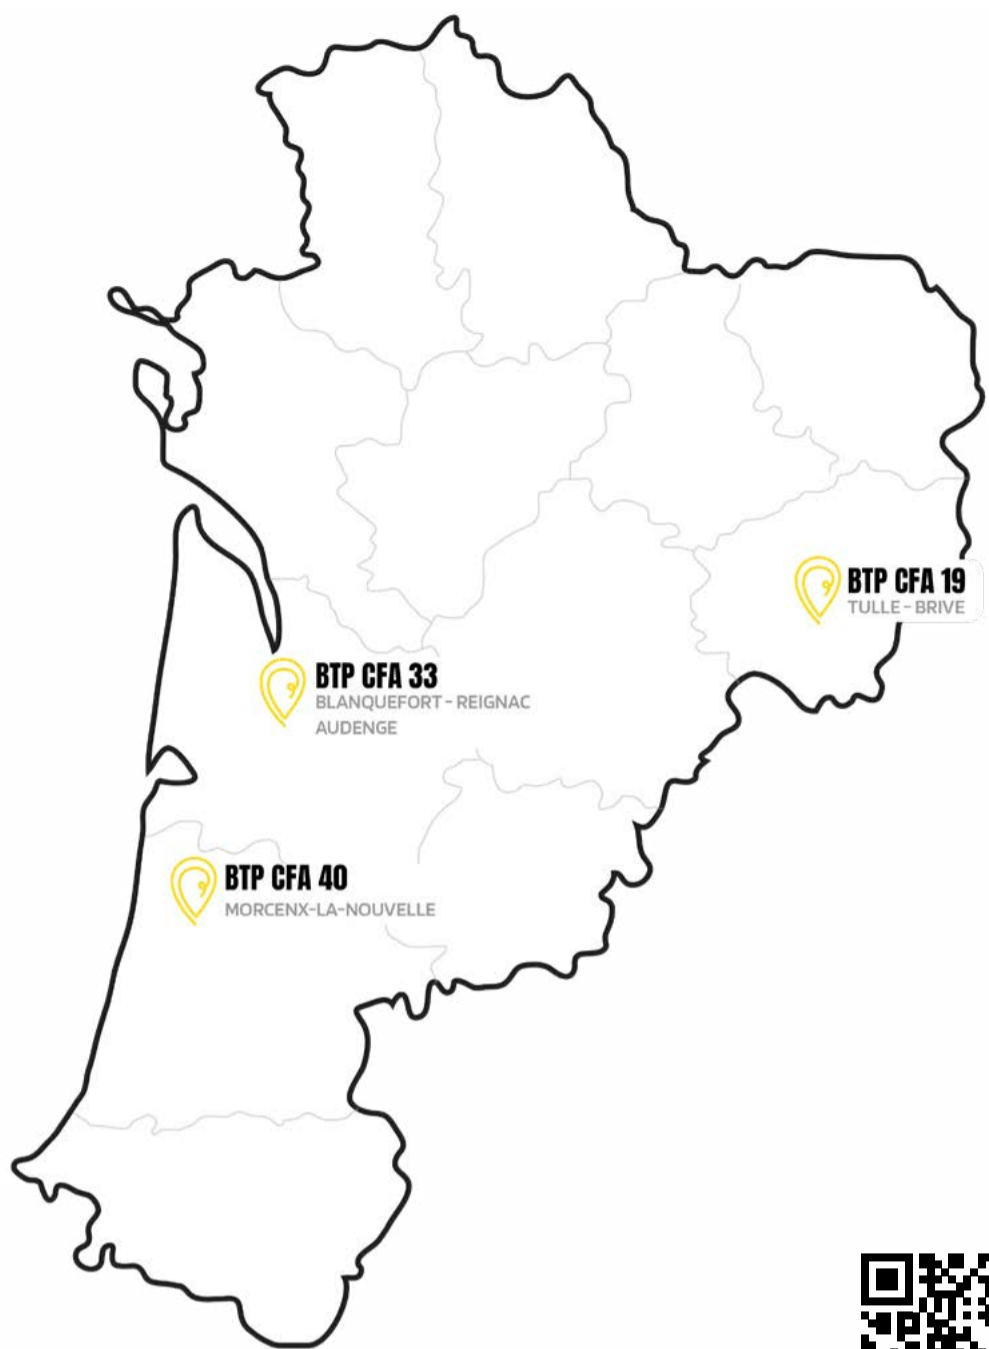 BTP CFA 19
TULLE - BRIVE
BTP CFA 33
BLANQUEFORT - REIGNAC
AUDENGE
BTP CFA 40
MORCENX-LA-NOUVELLE